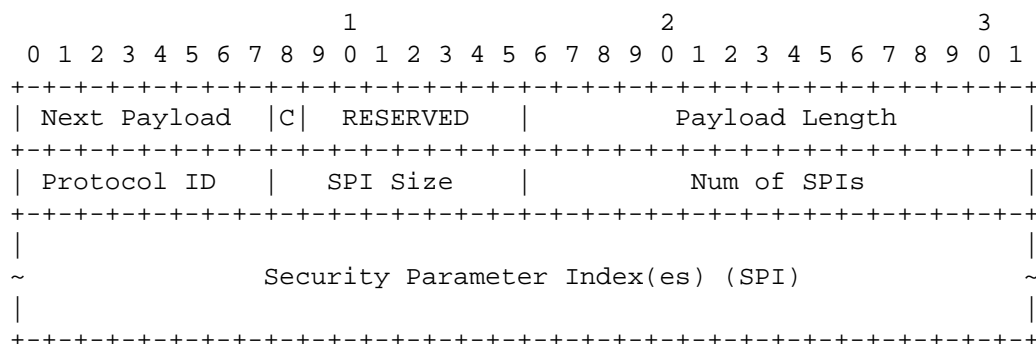 1                   2                   3
 0 1 2 3 4 5 6 7 8 9 0 1 2 3 4 5 6 7 8 9 0 1 2 3 4 5 6 7 8 9 0 1
+-+-+-+-+-+-+-+-+-+-+-+-+-+-+-+-+-+-+-+-+-+-+-+-+-+-+-+-+-+-+-+-+
| Next Payload  |C|  RESERVED   |         Payload Length        |
+-+-+-+-+-+-+-+-+-+-+-+-+-+-+-+-+-+-+-+-+-+-+-+-+-+-+-+-+-+-+-+-+
| Protocol ID   |   SPI Size    |          Num of SPIs          |
+-+-+-+-+-+-+-+-+-+-+-+-+-+-+-+-+-+-+-+-+-+-+-+-+-+-+-+-+-+-+-+-+
|                                                               |
~               Security Parameter Index(es) (SPI)              ~
|                                                               |
+-+-+-+-+-+-+-+-+-+-+-+-+-+-+-+-+-+-+-+-+-+-+-+-+-+-+-+-+-+-+-+-+